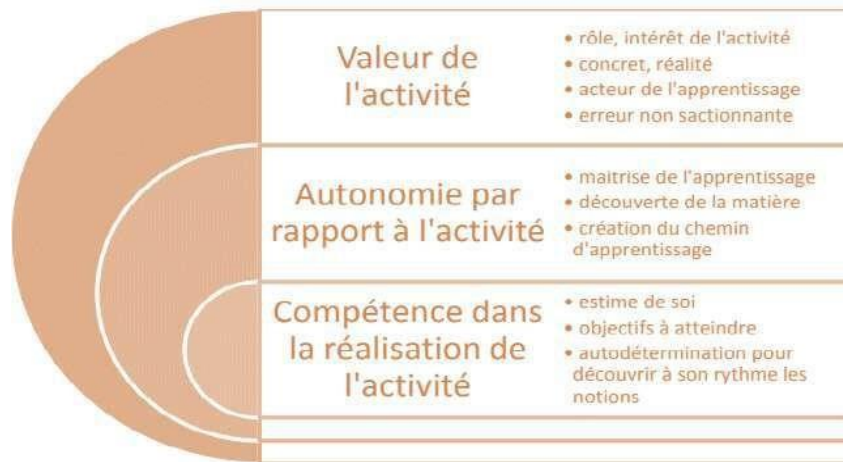 Valeur de
l'activité
• rôle, intérêt de l'activité
• concret, réalité
• acteur de l'apprentissage
• erreur non sactionnante
Autonomie par
rapport à l'activité
• maitrise de l'apprentissage
• découverte de la matière
• création du chemin
d'apprentissage
Compétence dans
la réalisation de
l'activité
• estime de soi
• objectifs à atteindre
• autodétermination pour
découvrir à son rythme les
notions